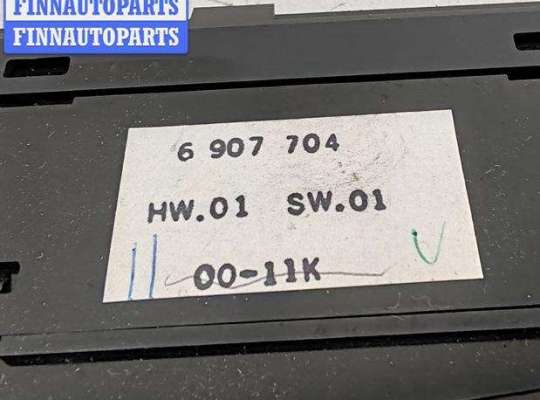 FINNAUTOPARTS
FINNAUTOPARTS
6 907 704
HW.01 SW.01
00-11K